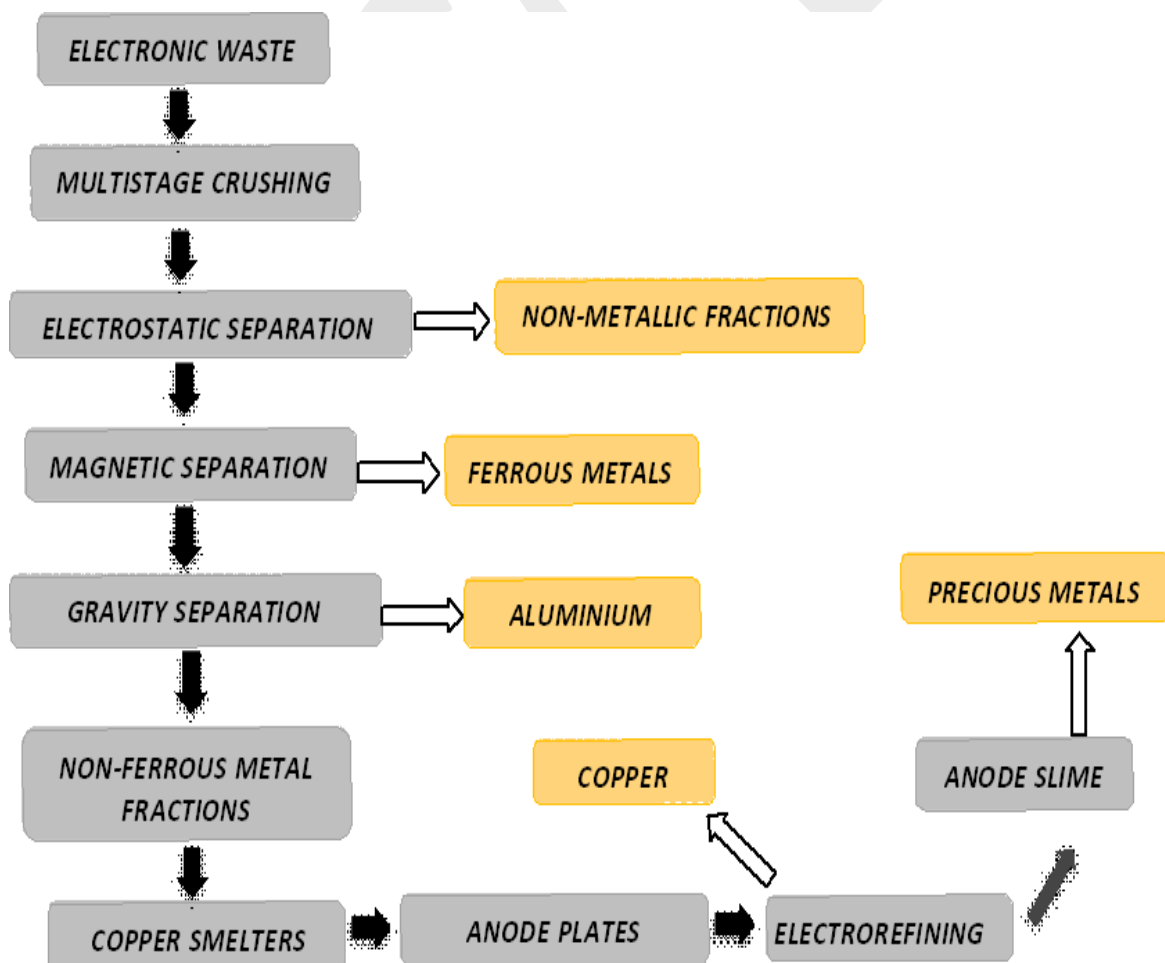 ELECTRONIC WASTE
MULTISTAGE CRUSHING
ELECTROSTATIC SEPARATION
NON-METALLIC FRACTIONS
MAGNETIC SEPARATION
FERROUS METALS
GRAVITY SEPARATION
ALUMINIUM
PRECIOUS METALS
NON-FERROUS METAL
FRACTIONS
COPPER
ANODE SLIME
COPPER SMELTERS
ANODE PLATES
ELECTROREFINING